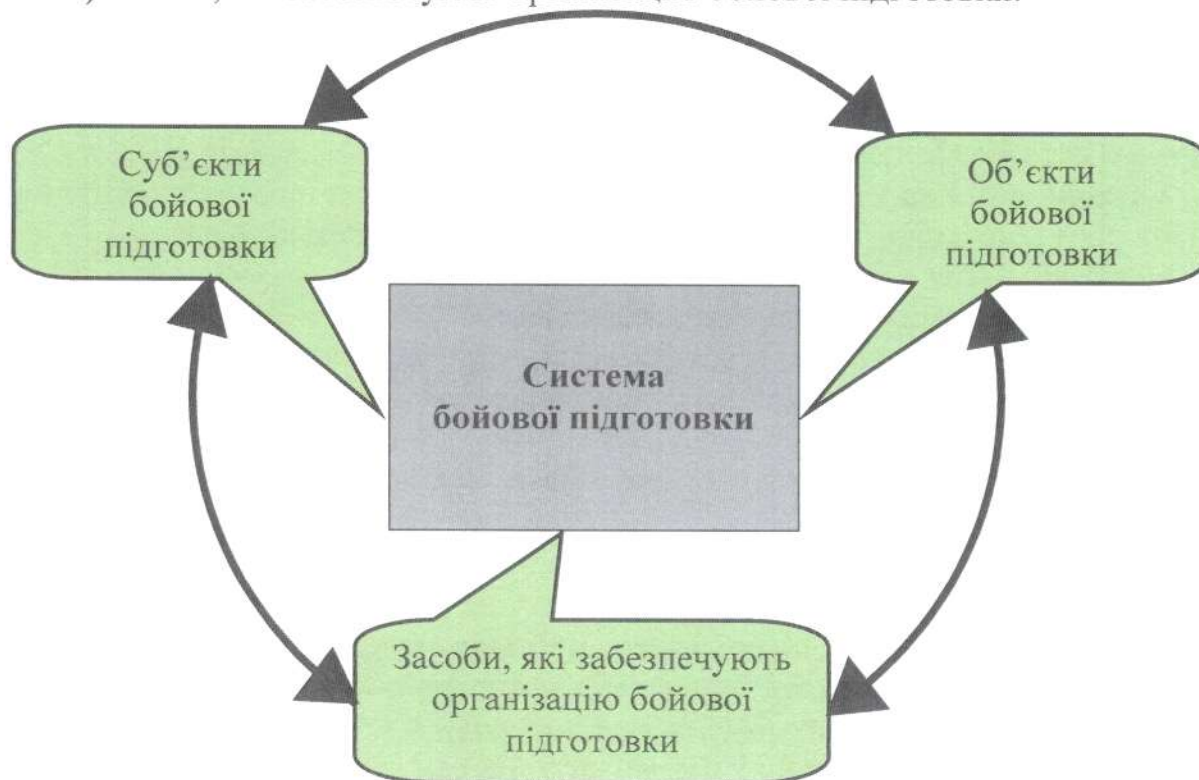 Суб’єкти
бойової
підготовки
Об’єкти
бойової
підготовки
Система
бойової підготовки
Засоби, які забезпечують
організацію бойової
підготовки